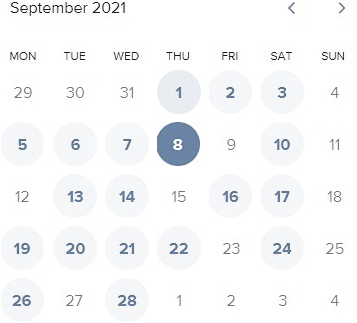 September 2021
MON TUE WED THU FRI SAT SUN
29 30 31 1 2 3 4
5 6 7 8 9 10 11
12 13 14 15 16 17 18
19 20 21 22 23 24 25
26 27 28 1 2 3 4